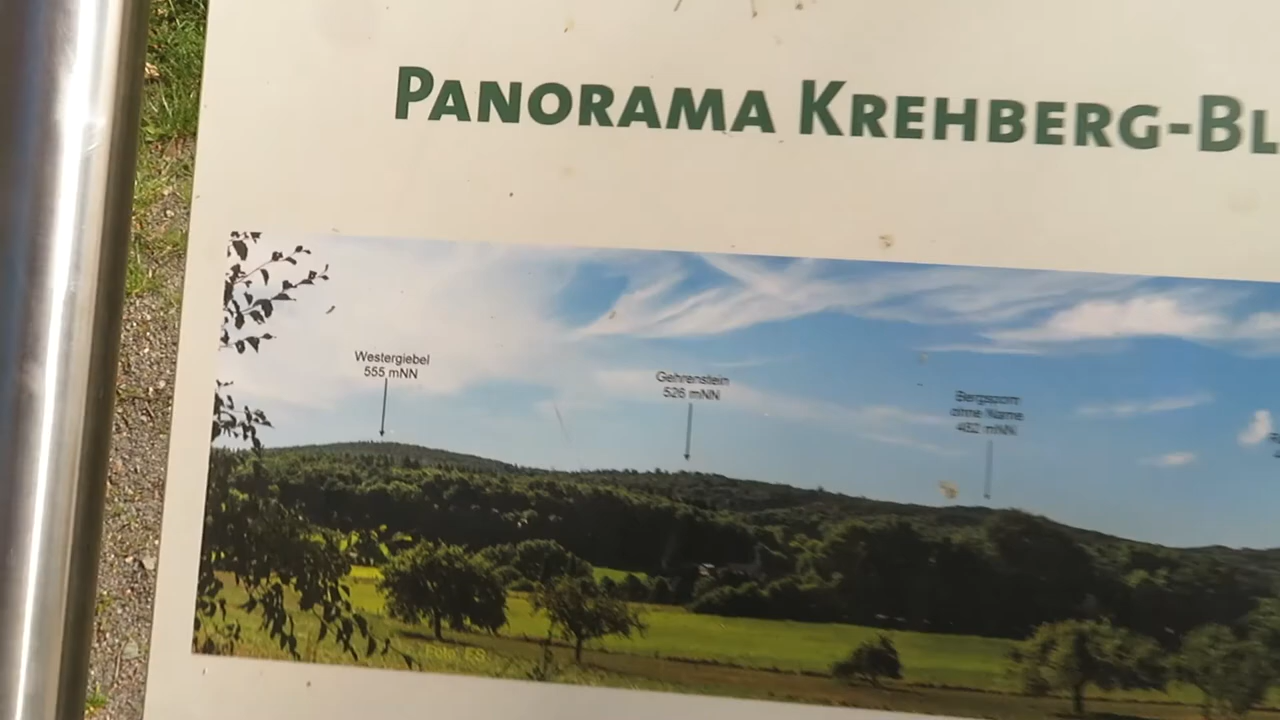 PANORAMA KREHBERG-BL
Westergiebel
555 mNN
Gehrenstein
526 mNN
Bergsporn
ohne Name
482 mNN